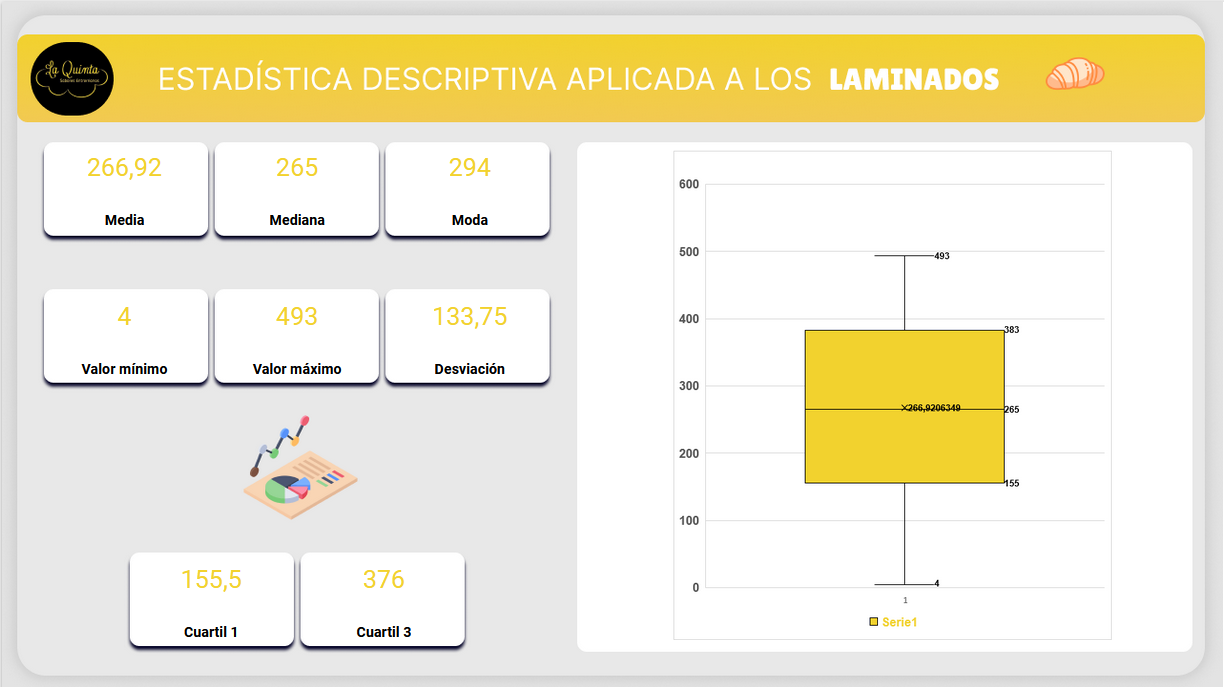 La Quinta
ESTADÍSTICA DESCRIPTIVA APLICADA A LOS LAMINADOS
266,92
Media
265
Mediana
294
Moda
4
Valor mínimo
493
Valor máximo
133,75
Desviación
155,5
Cuartil 1
376
Cuartil 3
600
500
400
300
200
100
0
493
383
266,9206349
265
155
4
1
Serie1